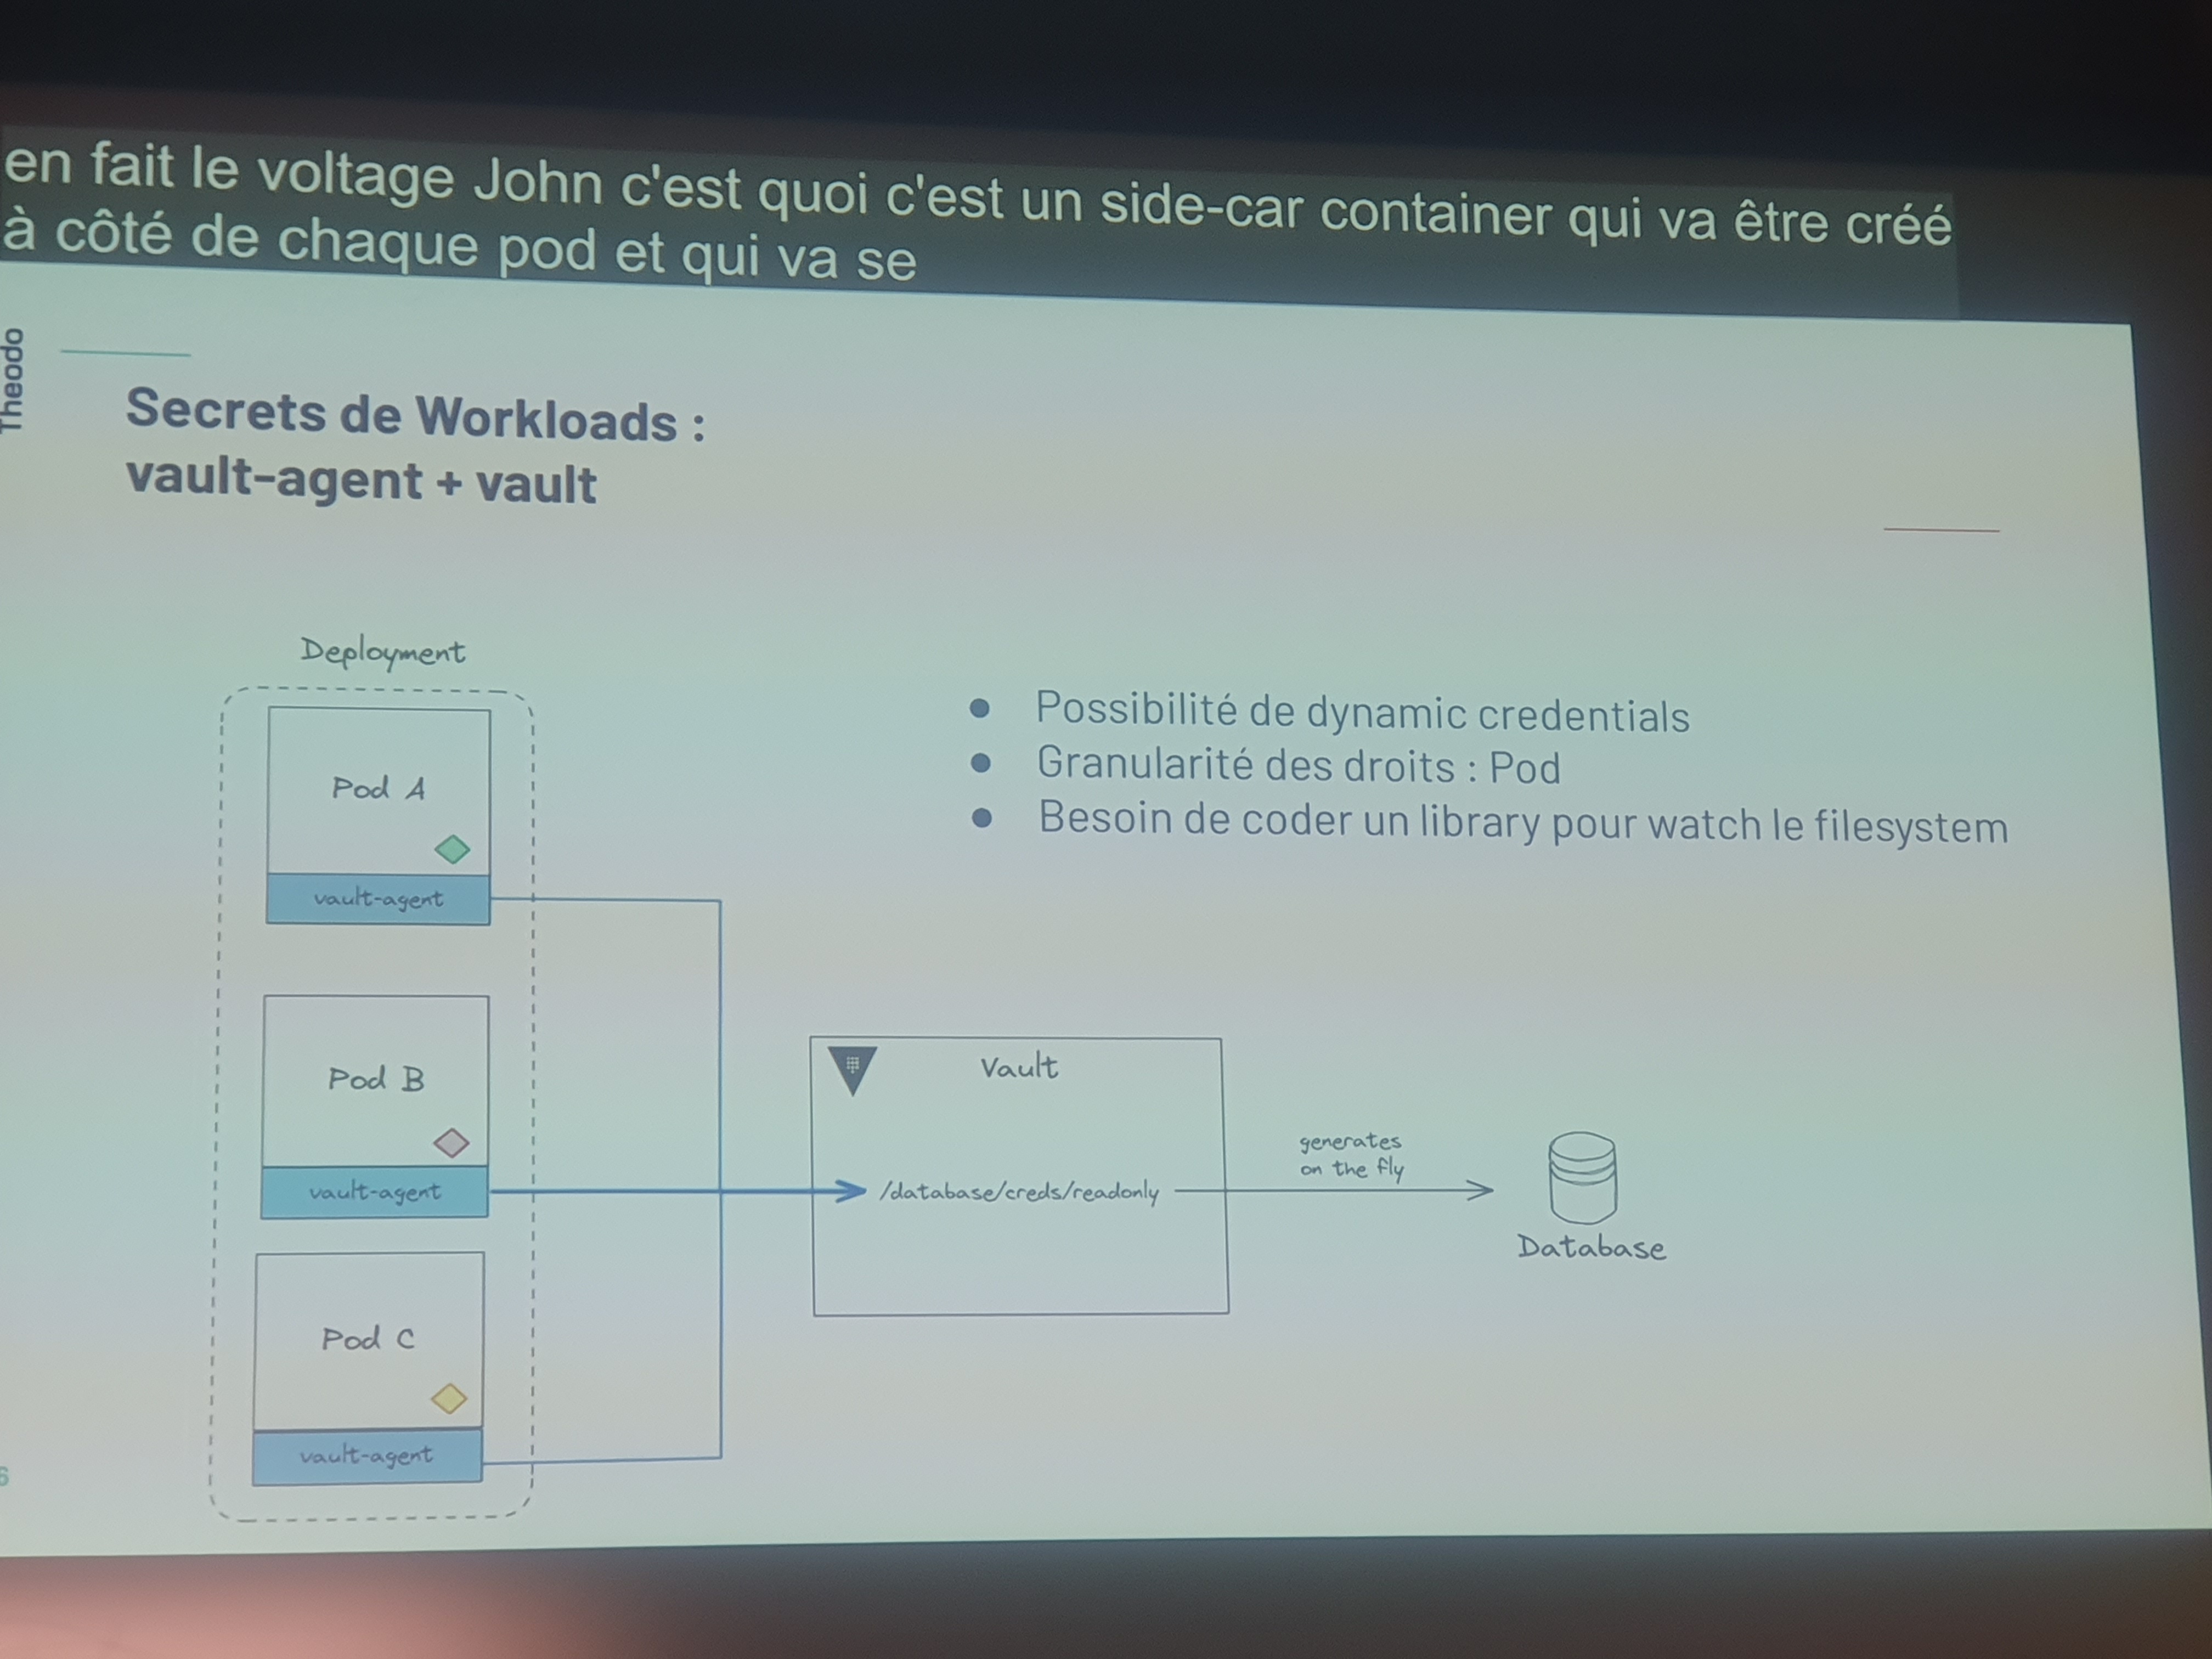 en fait le voltage John c'est quoi c'est un side-car container qui va être créé
à côté de chaque pod et qui va se
Theodo
Secrets de Workloads :
vault-agent + vault
Deployment
Pod A
vault-agent
Pod B
vault-agent
Pod C
vault-agent
● Possibilité de dynamic credentials
● Granularité des droits : Pod
● Besoin de coder un library pour watch le filesystem
Vault
/database/creds/readonly
generates
on the fly
Database
6